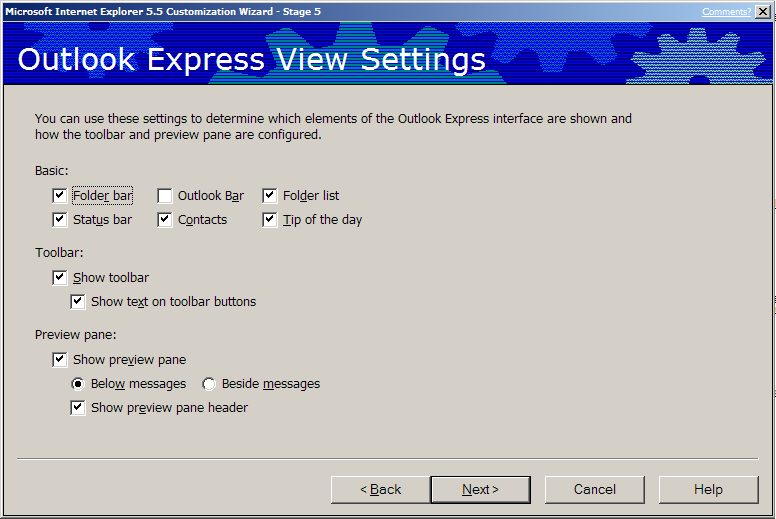 Microsoft Internet Explorer 5.5 Customization Wizard - Stage 5 Comments?
Outlook Express View Settings
You can use these settings to determine which elements of the Outlook Express interface are shown and
how the toolbar and preview pane are configured.
Basic:
Folder bar Outlook Bar Folder list
Status bar Contacts Tip of the day
Toolbar:
Show toolbar
Show text on toolbar buttons
Preview pane:
Show preview pane
Below messages Beside messages
Show preview pane header
< Back Next > Cancel Help